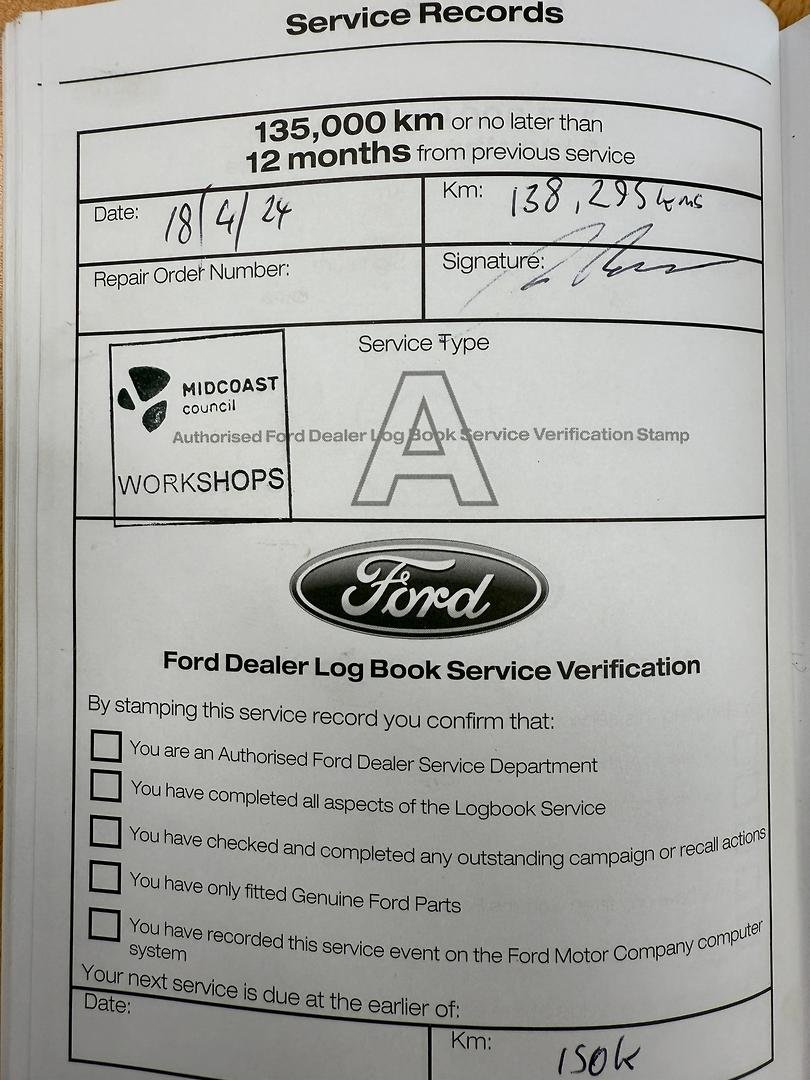 Service Records
135,000 km or no later than
12 months from previous service
Date: 18/4/24
Km: 138,295 kms
Repair Order Number:
Signature:
Service Type
MIDCOAST
council
WORKSHOPS
A
Authorised Ford Dealer Log Book Service Verification Stamp
Ford
Ford Dealer Log Book Service Verification
By stamping this service record you confirm that:
You are an Authorised Ford Dealer Service Department
You have completed all aspects of the Logbook Service
You have checked and completed any outstanding campaign or recall actions
You have only fitted Genuine Ford Parts
You have recorded this service event on the Ford Motor Company computer
system
Your next service is due at the earlier of:
Date:
Km: 150k